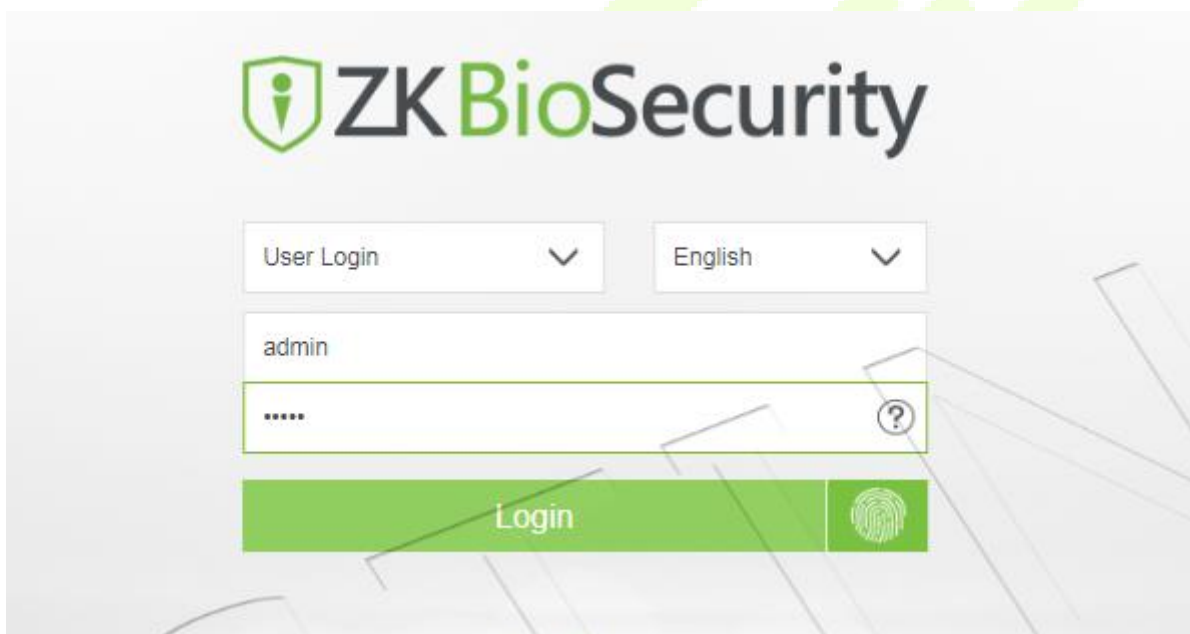 ZKBioSecurity
User Login English
admin
•••••
?
Login